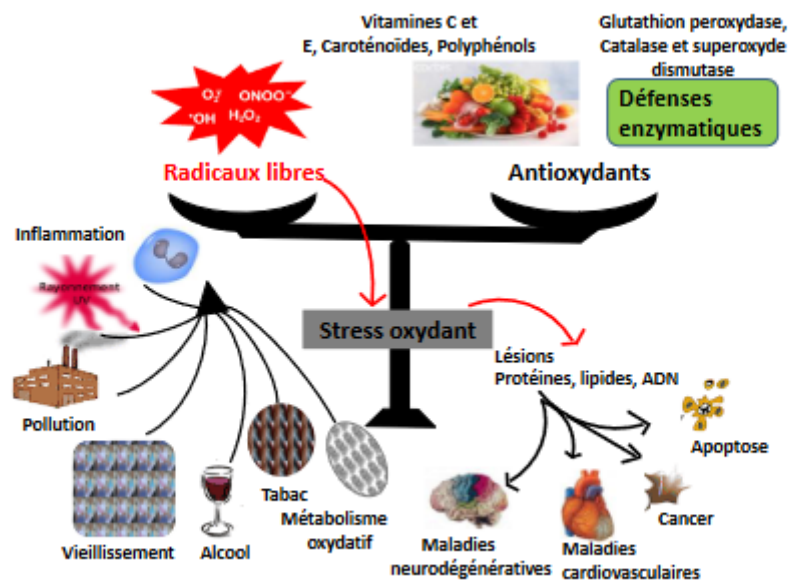 Vitamines C et
E, Caroténoïdes, Polyphénols
Glutathion peroxydase,
Catalase et superoxyde
dismutase
Défenses
enzymatiques
ONOO⁻
°OH H₂O₂
Radicaux libres
Antioxydants
Inflammation
Rayonnement
UV
Pollution
Vieillissement
Alcool
Tabac
Métabolisme
oxydatif
Stress oxydant
Lésions
Protéines, lipides, ADN
Apoptose
Cancer
Maladies
cardiovasculaires
Maladies
neurodégénératives